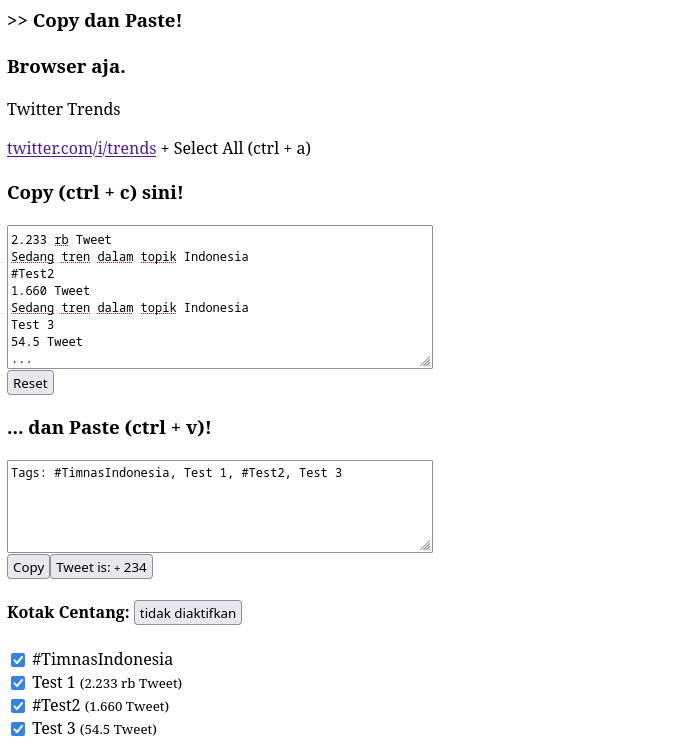 >> Copy dan Paste!
Browser aja.
Twitter Trends
twitter.com/i/trends + Select All (ctrl + a)
Copy (ctrl + c) sini!
2.233 rb Tweet
Sedang tren dalam topik Indonesia
#Test2
1.660 Tweet
Sedang tren dalam topik Indonesia
Test 3
54.5 Tweet
...
Reset
... dan Paste (ctrl + v)!
Tags: #TimnasIndonesia, Test 1, #Test2, Test 3
Copy Tweet is: + 234
Kotak Centang: tidak diaktifkan
#TimnasIndonesia
Test 1 (2.233 rb Tweet)
#Test2 (1.660 Tweet)
Test 3 (54.5 Tweet)